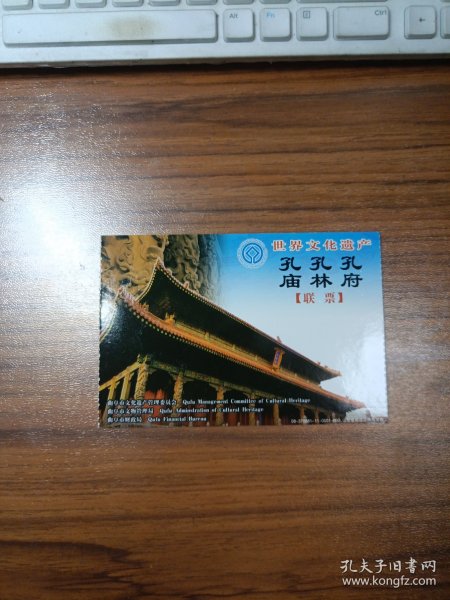 Alt
Fn
Ctrl
世界文化遗产
孔孔孔
庙林府
【联票】
曲阜市文化遗产管理委员会 Qufu Management Committee of Cultural Heritage
曲阜市文物管理局 Qufu Administration of Cultural Heritage
曲阜市财政局 Qufu Financial Bureau
孔夫子旧书网
www.kongfz.com